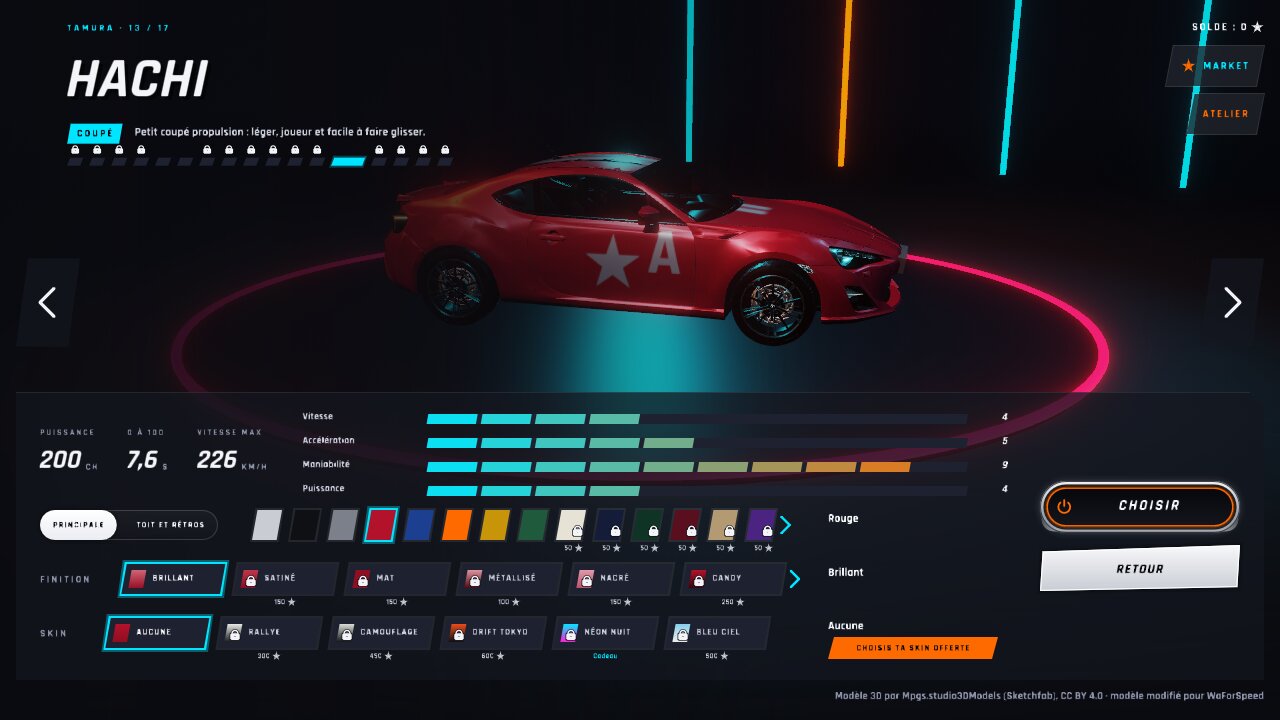 TAMURA · 13 / 17
SOLDE : 0 ★
HACHI
★ MARKET
ATELIER
COUPÉ
Petit coupé propulsion : léger, joueur et facile à faire glisser.
★ A
PUISSANCE
0 À 100
VITESSE MAX
200 CH
7,6 S
226 KM/H
Vitesse
4
Accélération
5
Maniabilité
9
Puissance
4
PRINCIPALE
TOIT ET RÉTROS
50 ★
50 ★
50 ★
50 ★
50 ★
50 ★
Rouge
FINITION
BRILLANT
SATINÉ
MAT
MÉTALLISÉ
NACRÉ
CANDY
150 ★
150 ★
100 ★
150 ★
250 ★
Brillant
SKIN
AUCUNE
RALLYE
CAMOUFLAGE
DRIFT TOKYO
NÉON NUIT
BLEU CIEL
300 ★
450 ★
600 ★
Cadeau
500 ★
Aucune
CHOISIS TA SKIN OFFERTE
CHOISIR
RETOUR
Modèle 3D par Mpgs.studio3DModels (Sketchfab), CC BY 4.0 · modèle modifié pour WaForSpeed